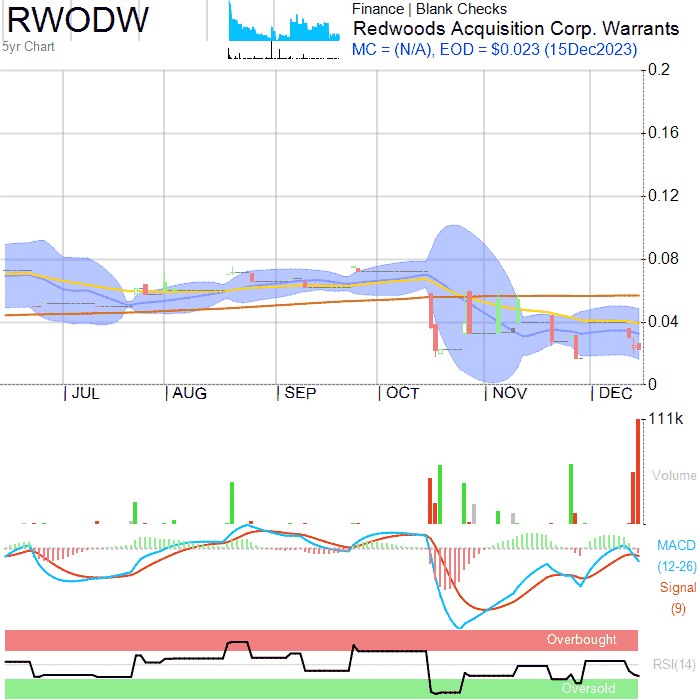 RWODW
5yr Chart
Finance | Blank Checks
Redwoods Acquisition Corp. Warrants
MC = (N/A), EOD = $0.023 (15Dec2023)
0.2
0.16
0.12
0.08
0.04
0
| JUL | AUG | SEP | OCT | NOV | DEC
111k
Volume
MACD
(12-26)
Signal
(9)
Overbought
RSI(14)
Oversold